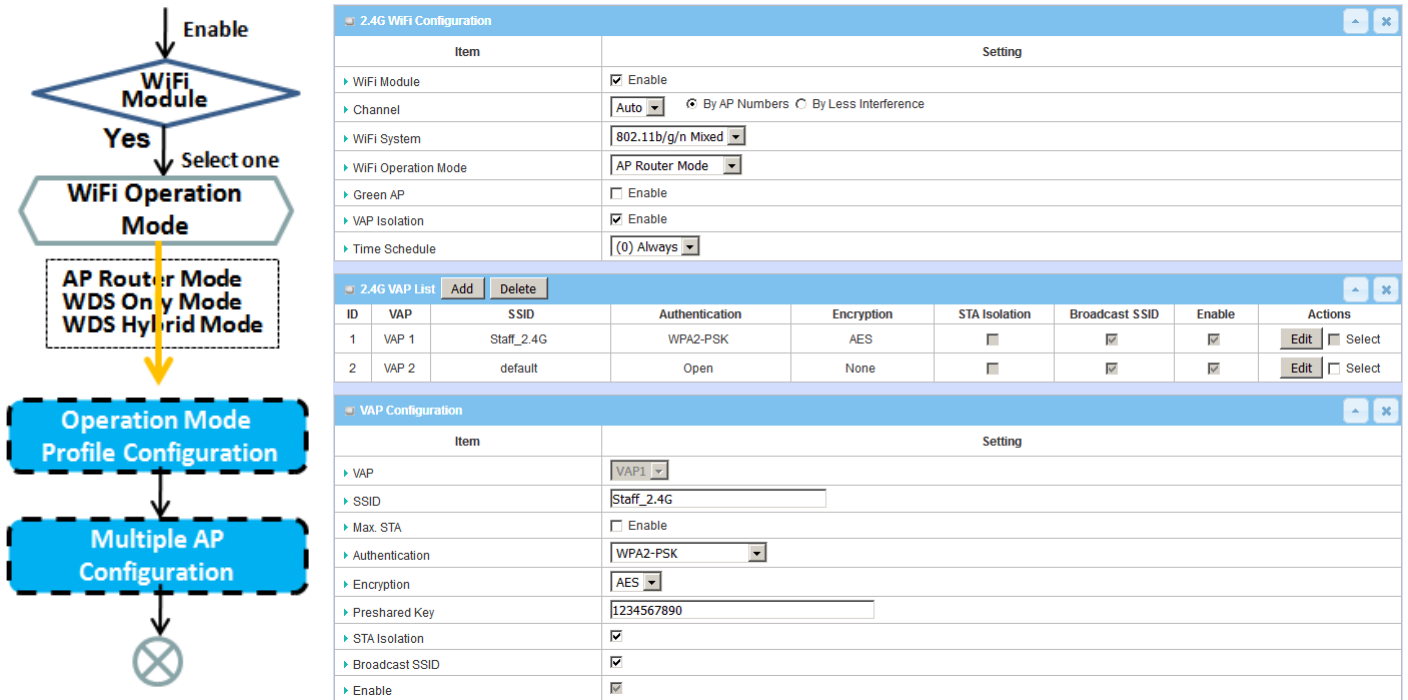 Enable
WiFi
Module
Yes
Select one
WiFi Operation
Mode
AP Router Mode
WDS Only Mode
WDS Hybrid Mode
Operation Mode
Profile Configuration
Multiple AP
Configuration
2.4G WiFi Configuration
Item Setting
WiFi Module Enable
Channel Auto By AP Numbers By Less Interference
WiFi System 802.11b/g/n Mixed
WiFi Operation Mode AP Router Mode
Green AP Enable
VAP Isolation Enable
Time Schedule (0) Always
2.4G VAP List Add Delete
ID VAP SSID Authentication Encryption STA Isolation Broadcast SSID Enable Actions
1 VAP 1 Staff_2.4G WPA2-PSK AES Edit Select
2 VAP 2 default Open None Edit Select
VAP Configuration
Item Setting
VAP VAP1
SSID Staff_2.4G
Max. STA Enable
Authentication WPA2-PSK
Encryption AES
Preshared Key 1234567890
STA Isolation
Broadcast SSID
Enable